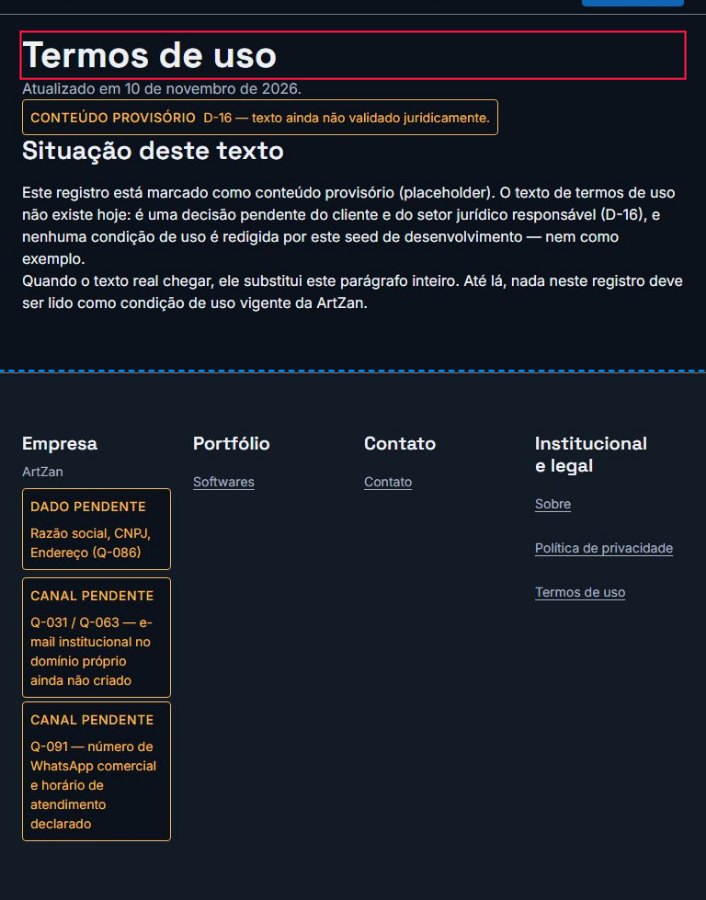 Termos de uso
Atualizado em 10 de novembro de 2026.
CONTEÚDO PROVISÓRIO D-16 — texto ainda não validado juridicamente.
Situação deste texto
Este registro está marcado como conteúdo provisório (placeholder). O texto de termos de uso
não existe hoje: é uma decisão pendente do cliente e do setor jurídico responsável (D-16), e
nenhuma condição de uso é redigida por este seed de desenvolvimento — nem como
exemplo.
Quando o texto real chegar, ele substitui este parágrafo inteiro. Até lá, nada neste registro deve
ser lido como condição de uso vigente da ArtZan.
Empresa
ArtZan
DADO PENDENTE
Razão social, CNPJ,
Endereço (Q-086)
CANAL PENDENTE
Q-031 / Q-063 — e-
mail institucional no
domínio próprio
ainda não criado
CANAL PENDENTE
Q-091 — número de
WhatsApp comercial
e horário de
atendimento
declarado
Portfólio
Softwares
Contato
Contato
Institucional
e legal
Sobre
Política de privacidade
Termos de uso